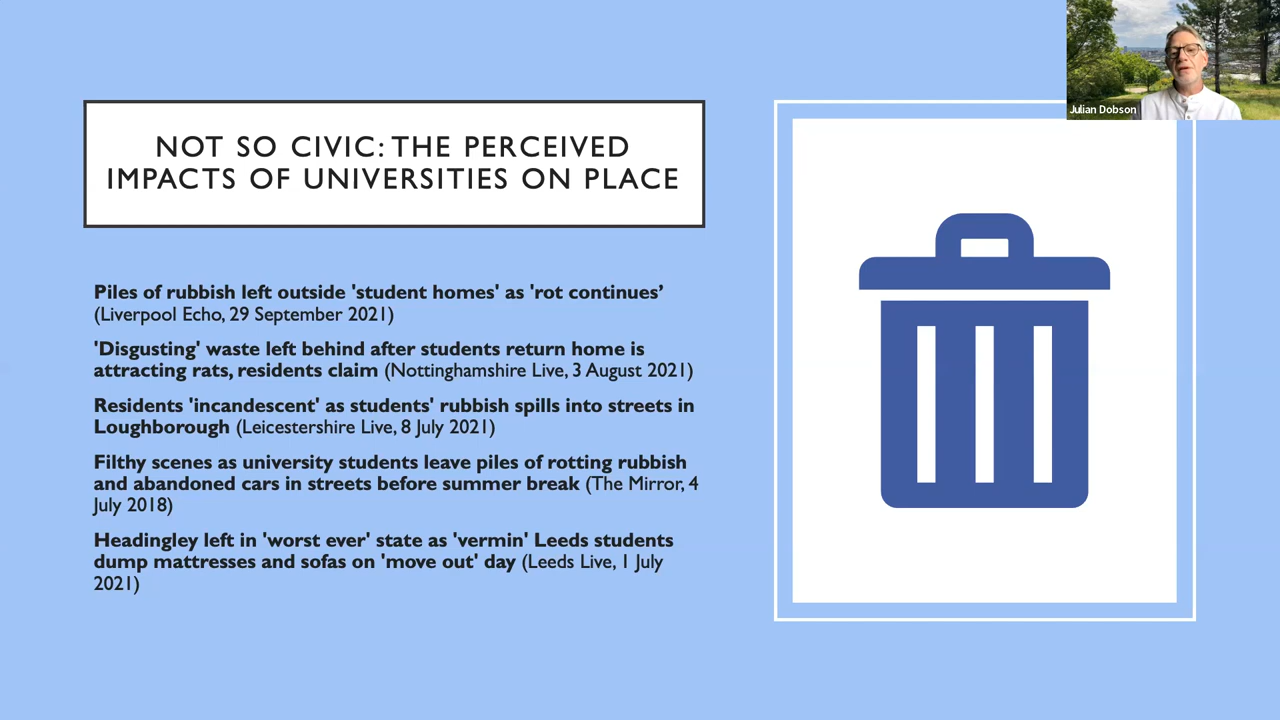 Julian Dobson
NOT SO CIVIC: THE PERCEIVED
IMPACTS OF UNIVERSITIES ON PLACE
Piles of rubbish left outside 'student homes' as 'rot continues’
(Liverpool Echo, 29 September 2021)
'Disgusting' waste left behind after students return home is
attracting rats, residents claim (Nottinghamshire Live, 3 August 2021)
Residents 'incandescent' as students' rubbish spills into streets in
Loughborough (Leicestershire Live, 8 July 2021)
Filthy scenes as university students leave piles of rotting rubbish
and abandoned cars in streets before summer break (The Mirror, 4
July 2018)
Headingley left in 'worst ever' state as 'vermin' Leeds students
dump mattresses and sofas on 'move out' day (Leeds Live, 1 July
2021)